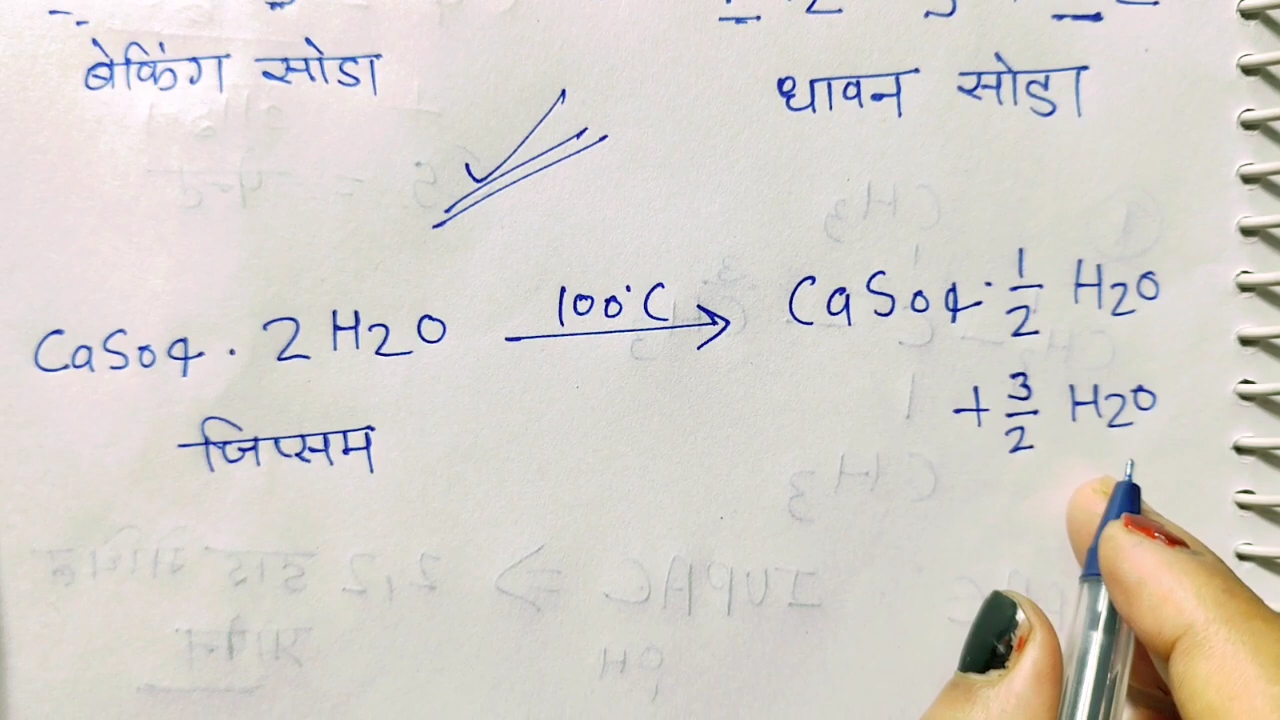 बेकिंग सोडा
धावन सोडा
CaSo4 . 2H2O 100°C → CaSo4 · 1/2 H2O
+ 3/2 H2O
जिप्सम